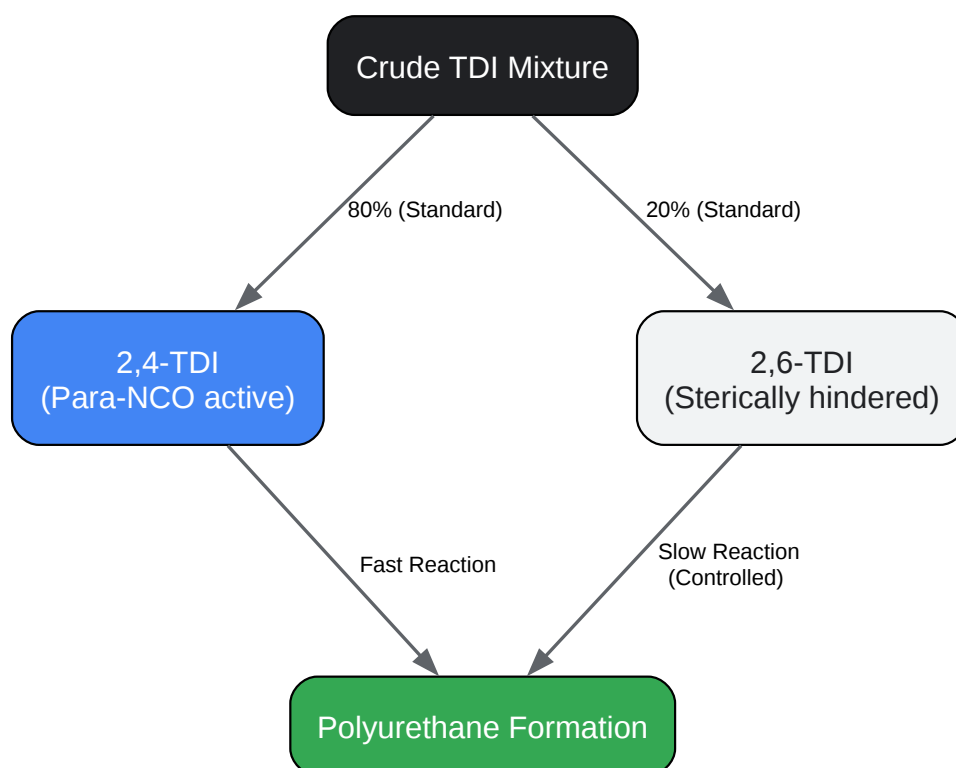 Crude TDI Mixture
80% (Standard)
20% (Standard)
2,4-TDI
(Para-NCO active)
2,6-TDI
(Sterically hindered)
Fast Reaction
Slow Reaction
(Controlled)
Polyurethane Formation